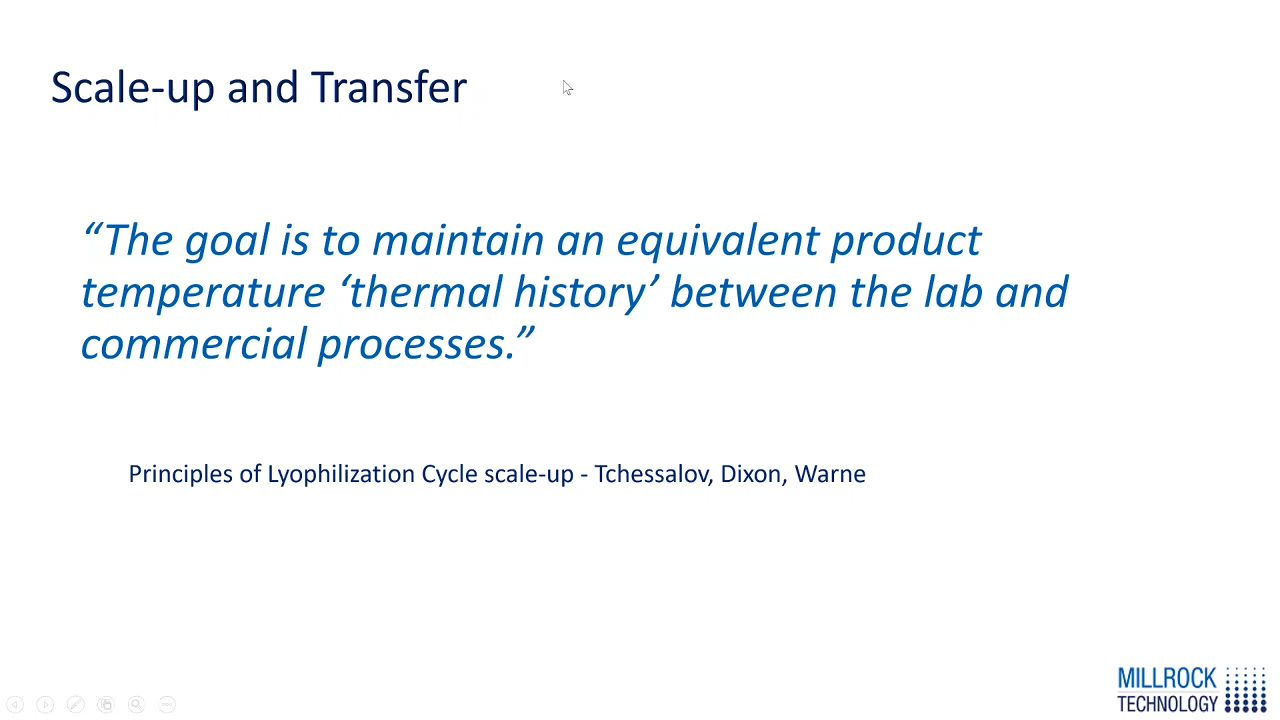 Scale-up and Transfer
“The goal is to maintain an equivalent product
temperature ‘thermal history’ between the lab and
commercial processes.”
Principles of Lyophilization Cycle scale-up - Tchessalov, Dixon, Warne
MILLROCK
TECHNOLOGY